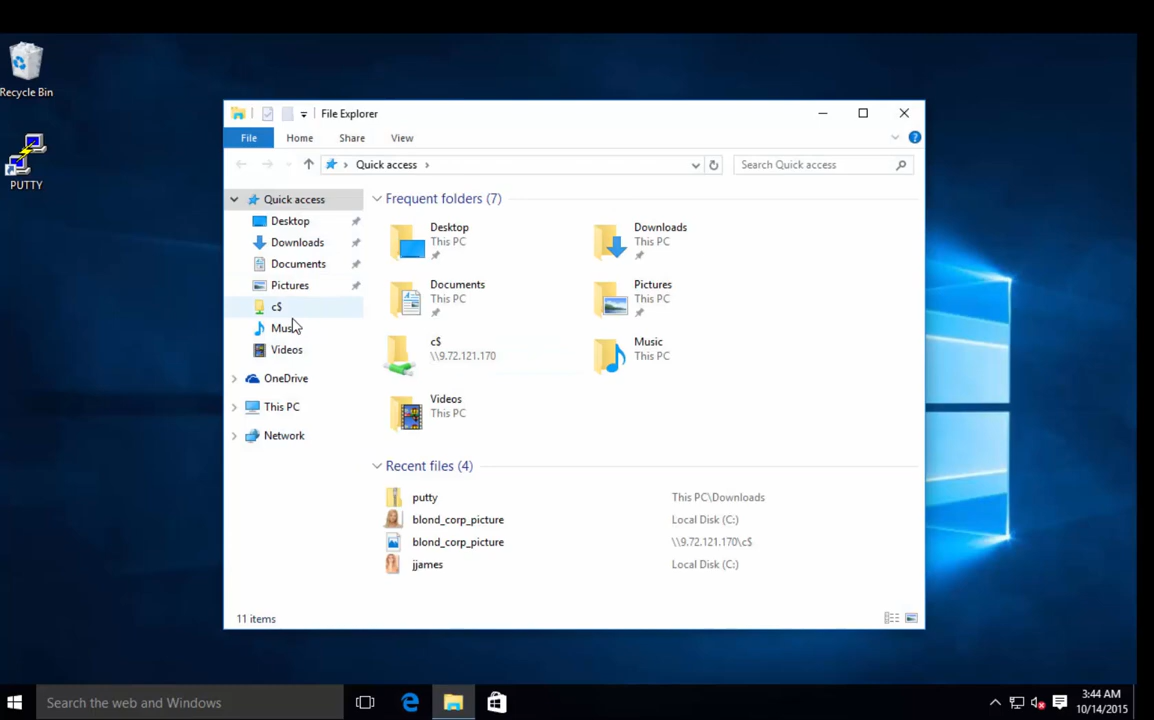 Recycle Bin
PUTTY
File Explorer
File Home Share View
Quick access
Search Quick access
Quick access
Desktop
Downloads
Documents
Pictures
c$
Music
Videos
OneDrive
This PC
Network
Frequent folders (7)
Desktop
This PC
Downloads
This PC
Documents
This PC
Pictures
This PC
c$
\\9.72.121.170
Music
This PC
Videos
This PC
Recent files (4)
putty This PC\Downloads
blond_corp_picture Local Disk (C:)
blond_corp_picture \\9.72.121.170\c$
jjames Local Disk (C:)
11 items
Search the web and Windows
3:44 AM
10/14/2015